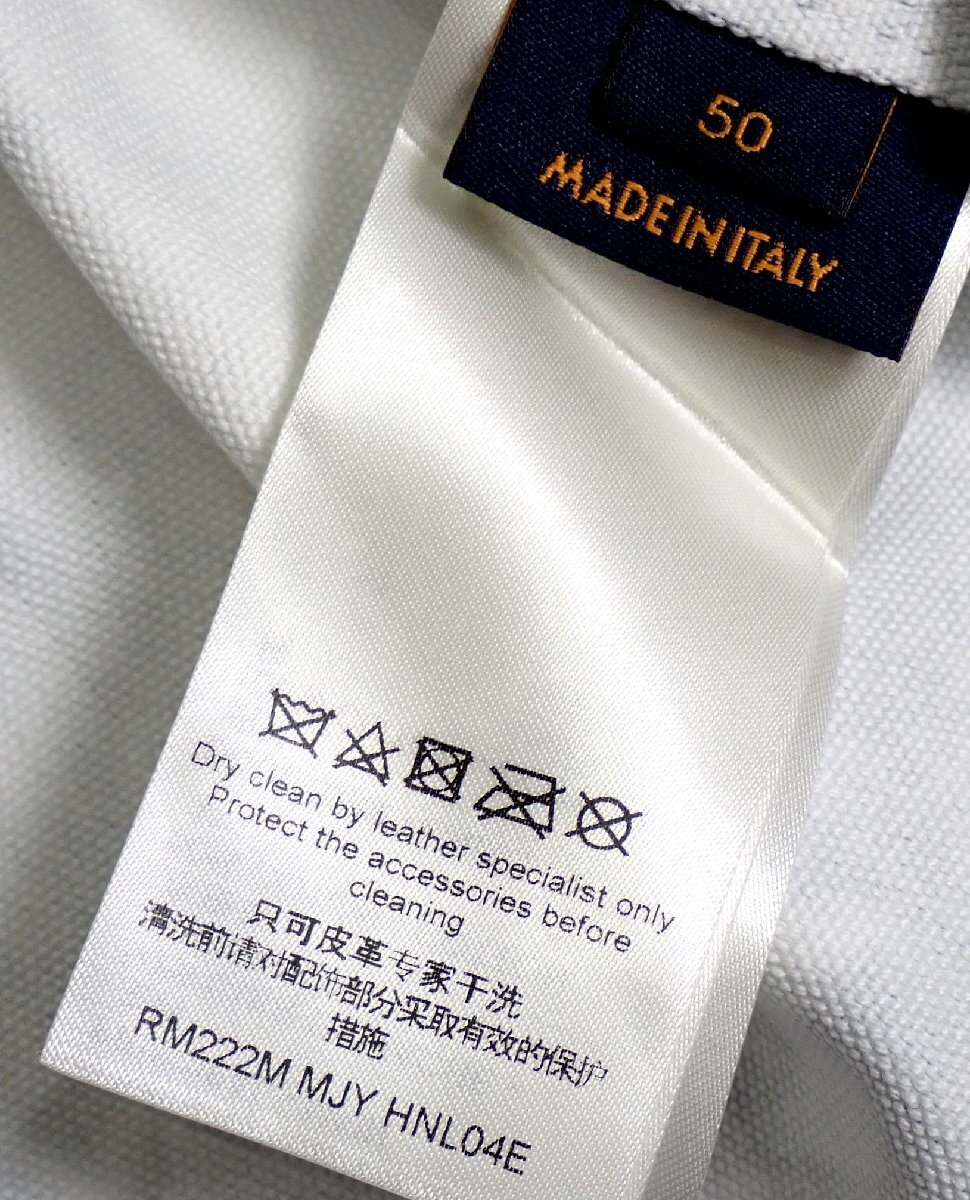 50
MADE IN ITALY
Dry clean by leather specialist only
Protect the accessories before
cleaning
只可皮革专家干洗
清洗前请对配饰部分采取有效的保护
措施
RM222M MJY HNL04E